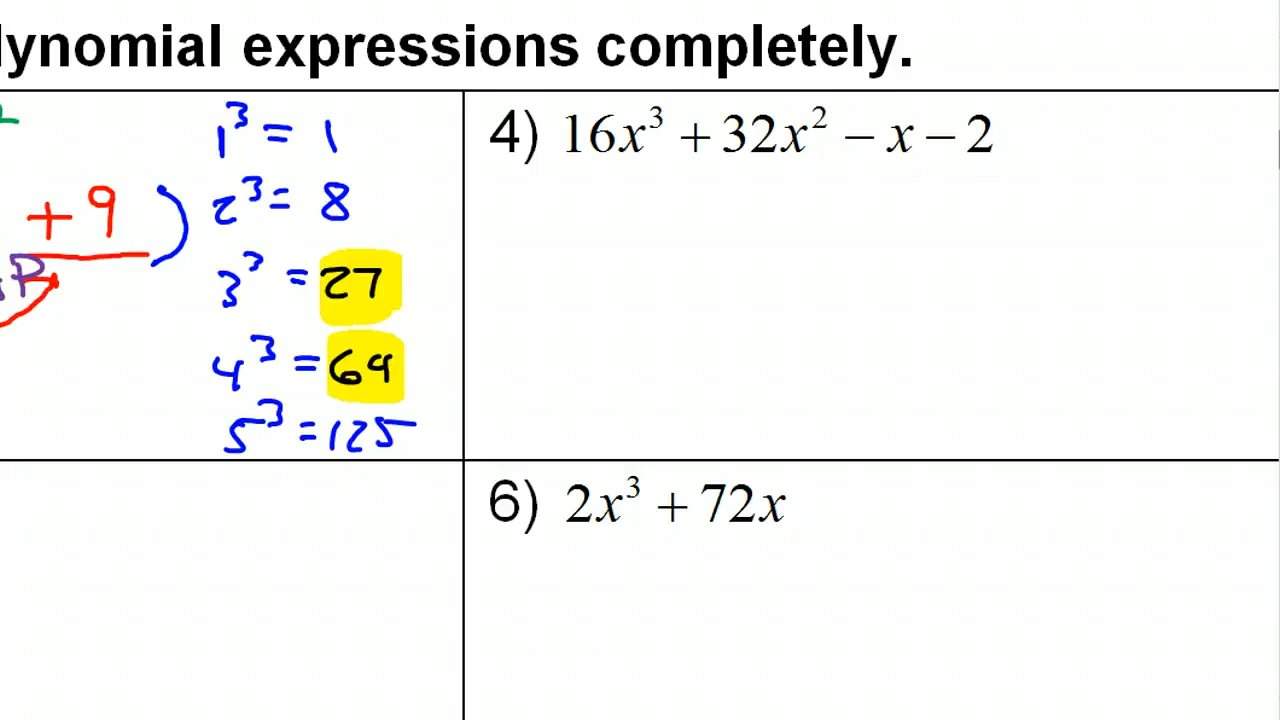 lynomial expressions completely.
1³ = 1
2³ = 8
+ 9 )
3³ = 27
P
4³ = 64
5³ = 125
4) 16x³ + 32x² − x − 2
6) 2x³ + 72x